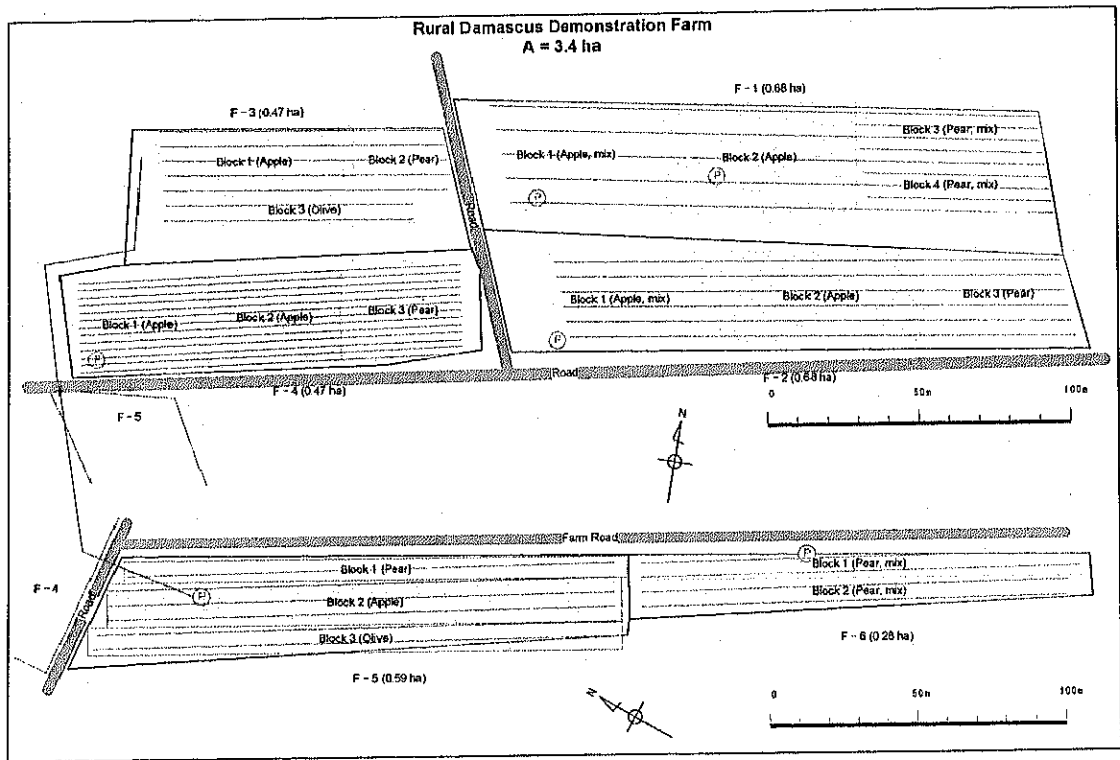 Rural Damascus Demonstration Farm
A = 3.4 ha
F - 3 (0.47 ha)
F - 1 (0.68 ha)
Block 1 (Apple)
Block 2 (Pear)
Block 3 (Olive)
Road
Block 1 (Apple, mix)
Block 2 (Apple)
Block 3 (Pear, mix)
Block 4 (Pear, mix)
P
P
Block 1 (Apple)
Block 2 (Apple)
Block 3 (Pear)
P
Block 1 (Apple, mix)
Block 2 (Apple)
Block 3 (Pear)
P
Road
F - 4 (0.47 ha)
F - 2 (0.68 ha)
F - 5
0 50m 100m
N
Farm Road
F - 4
Road
Block 1 (Pear)
Block 2 (Apple)
Block 3 (Olive)
P
P
Block 1 (Pear, mix)
Block 2 (Pear, mix)
F - 5 (0.59 ha)
F - 6 (0.28 ha)
N
0 50m 100m